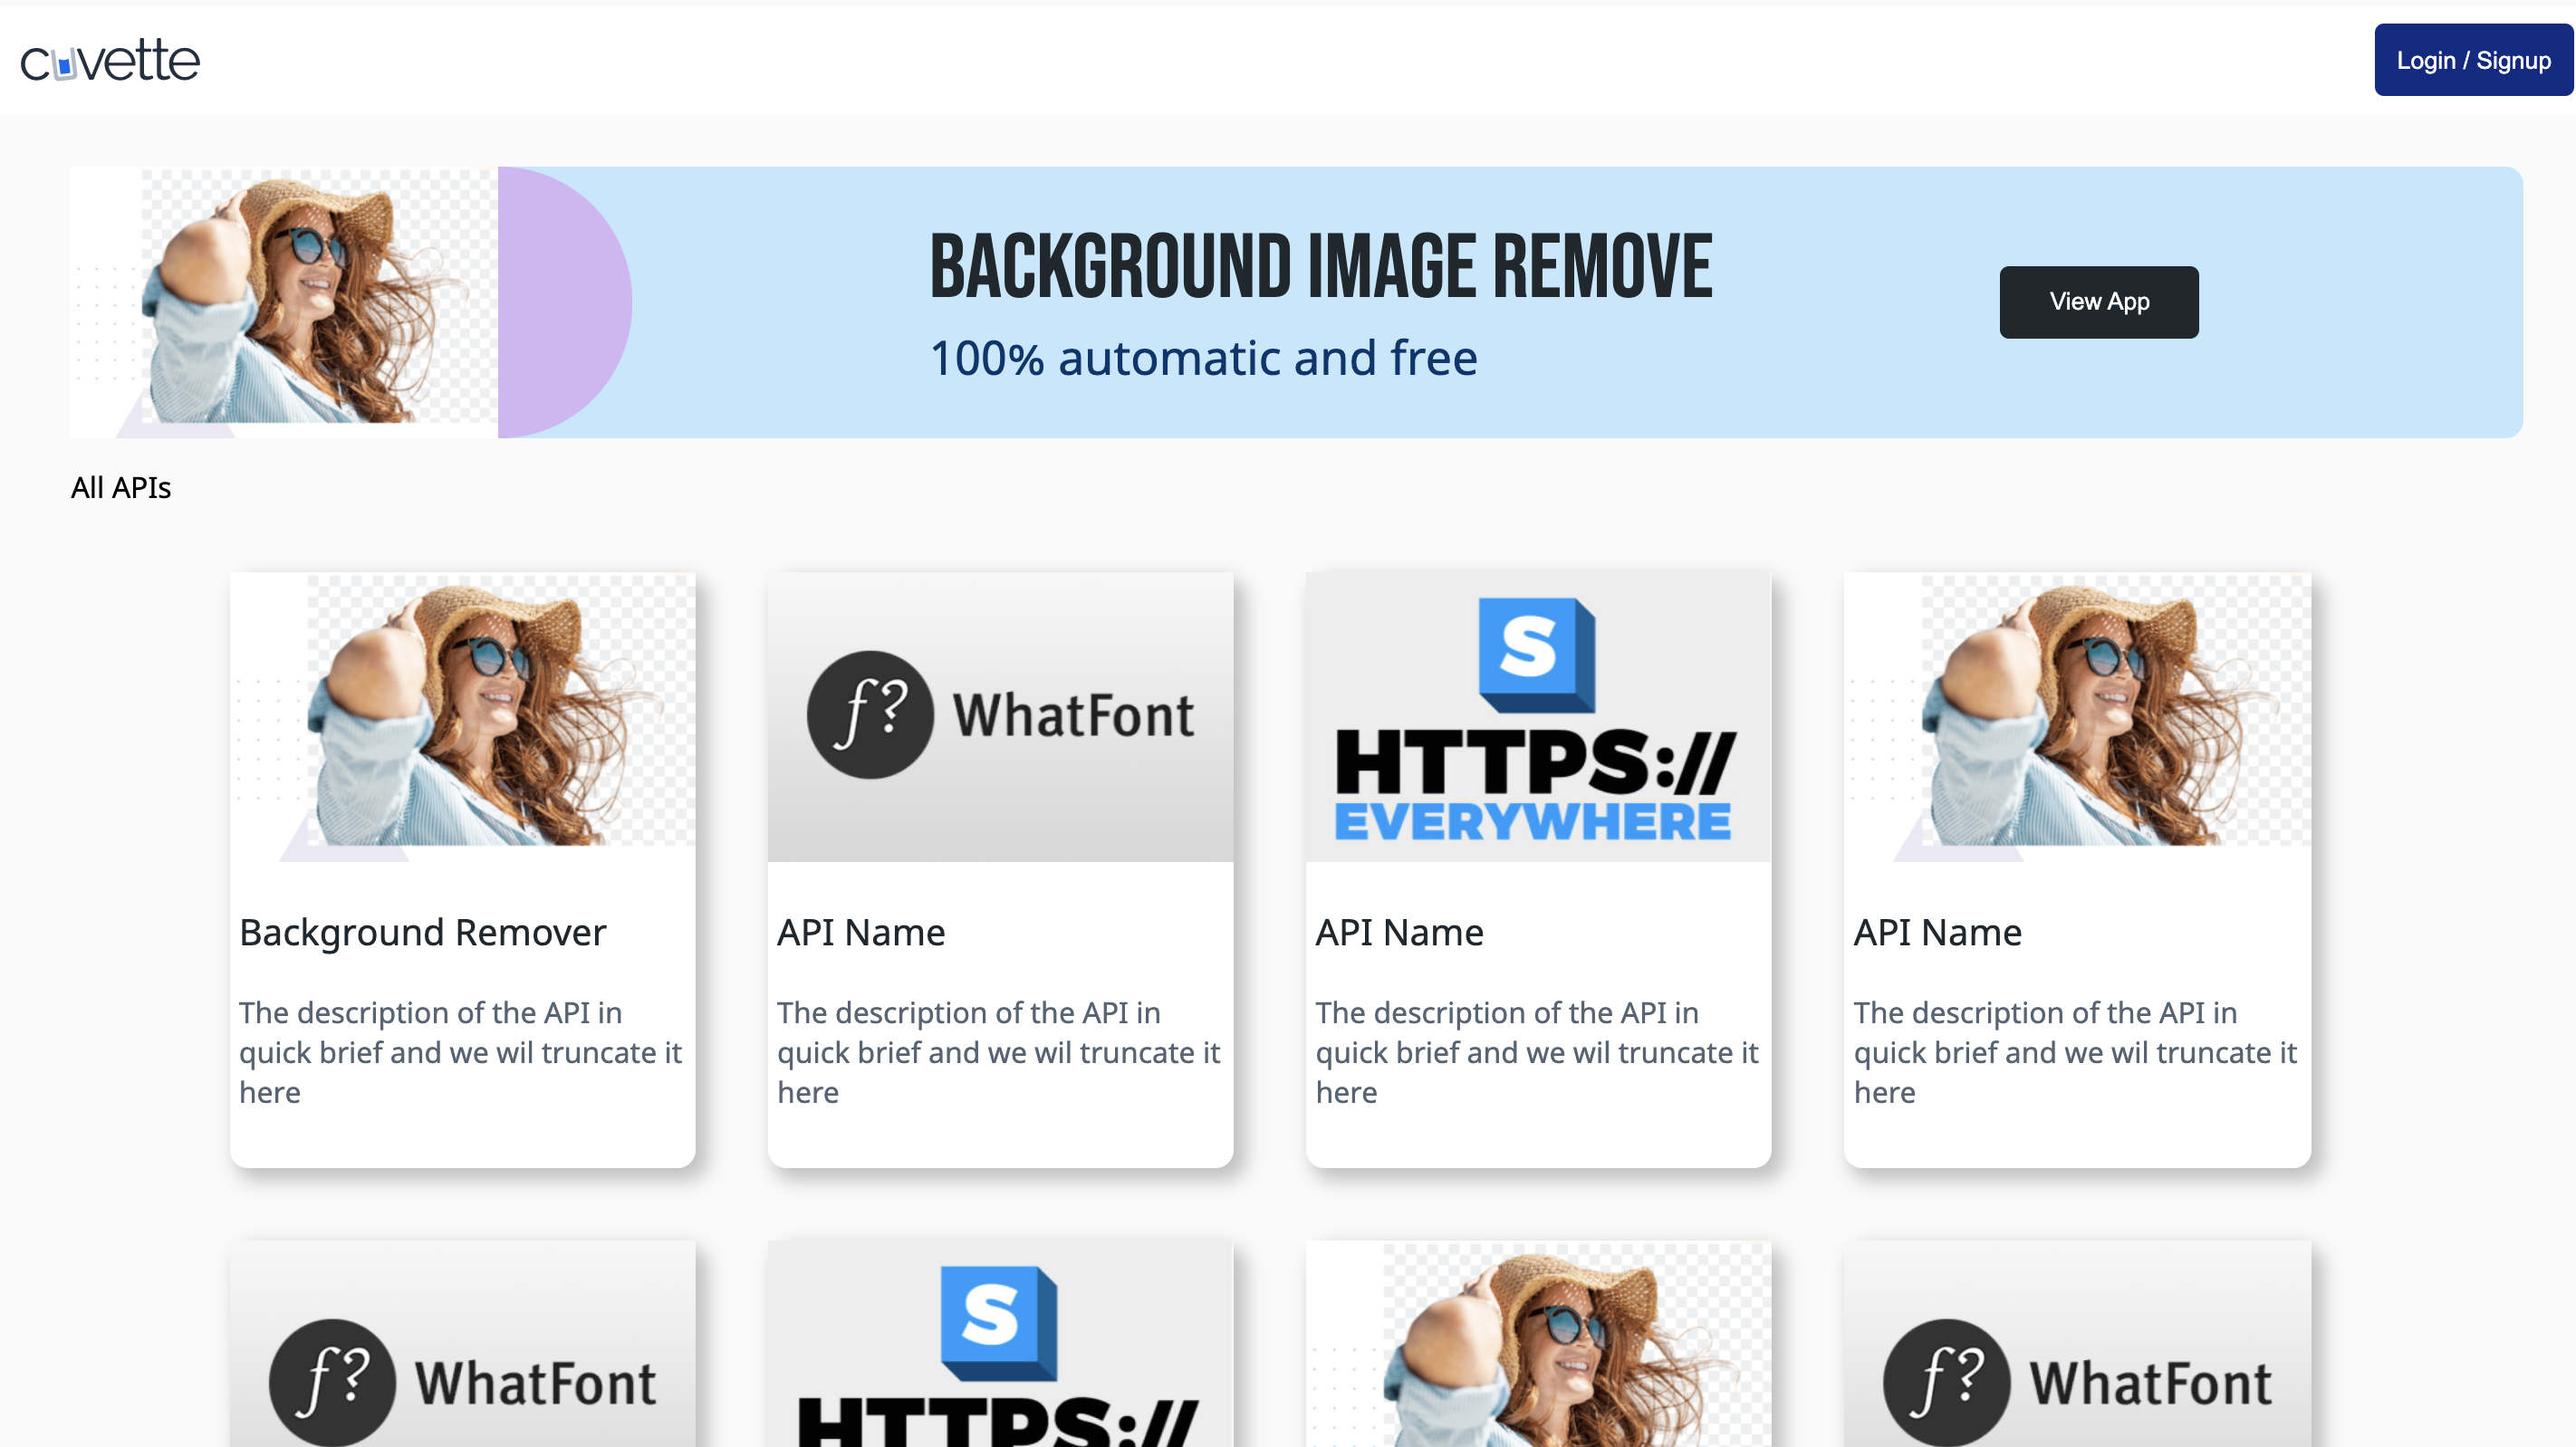 cuvette
Login / Signup
BACKGROUND IMAGE REMOVE
100% automatic and free
View App
All APIs
f? WhatFont
S
HTTPS://
EVERYWHERE
Background Remover
API Name
API Name
API Name
The description of the API in
quick brief and we wil truncate it
here
The description of the API in
quick brief and we wil truncate it
here
The description of the API in
quick brief and we wil truncate it
here
The description of the API in
quick brief and we wil truncate it
here
f? WhatFont
S
HTTPS://
f? WhatFont